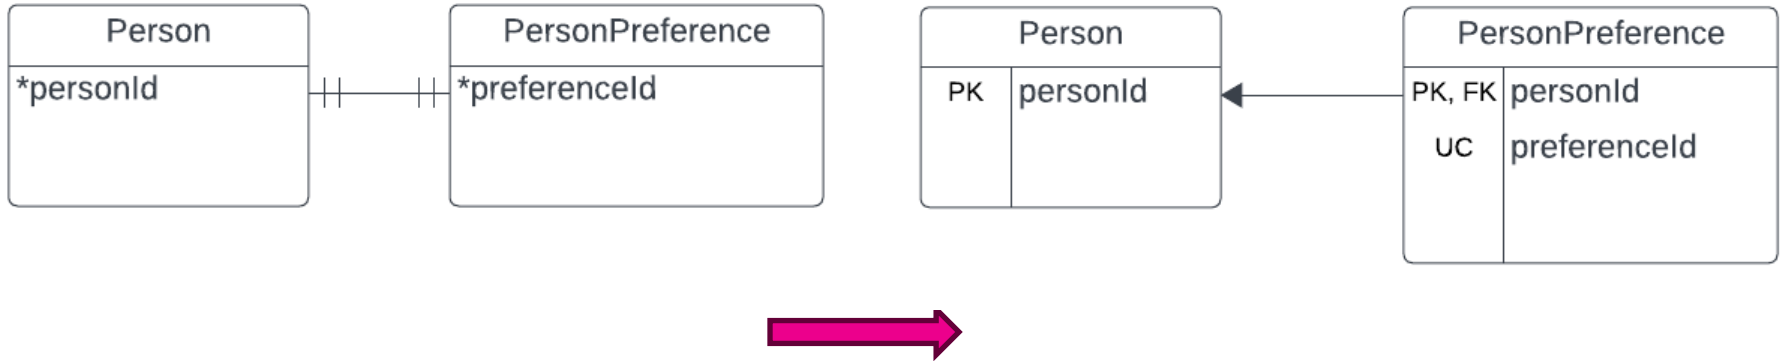 Person
*personId
PersonPreference
*preferenceId
Person
PK personId
PersonPreference
PK, FK personId
UC preferenceId